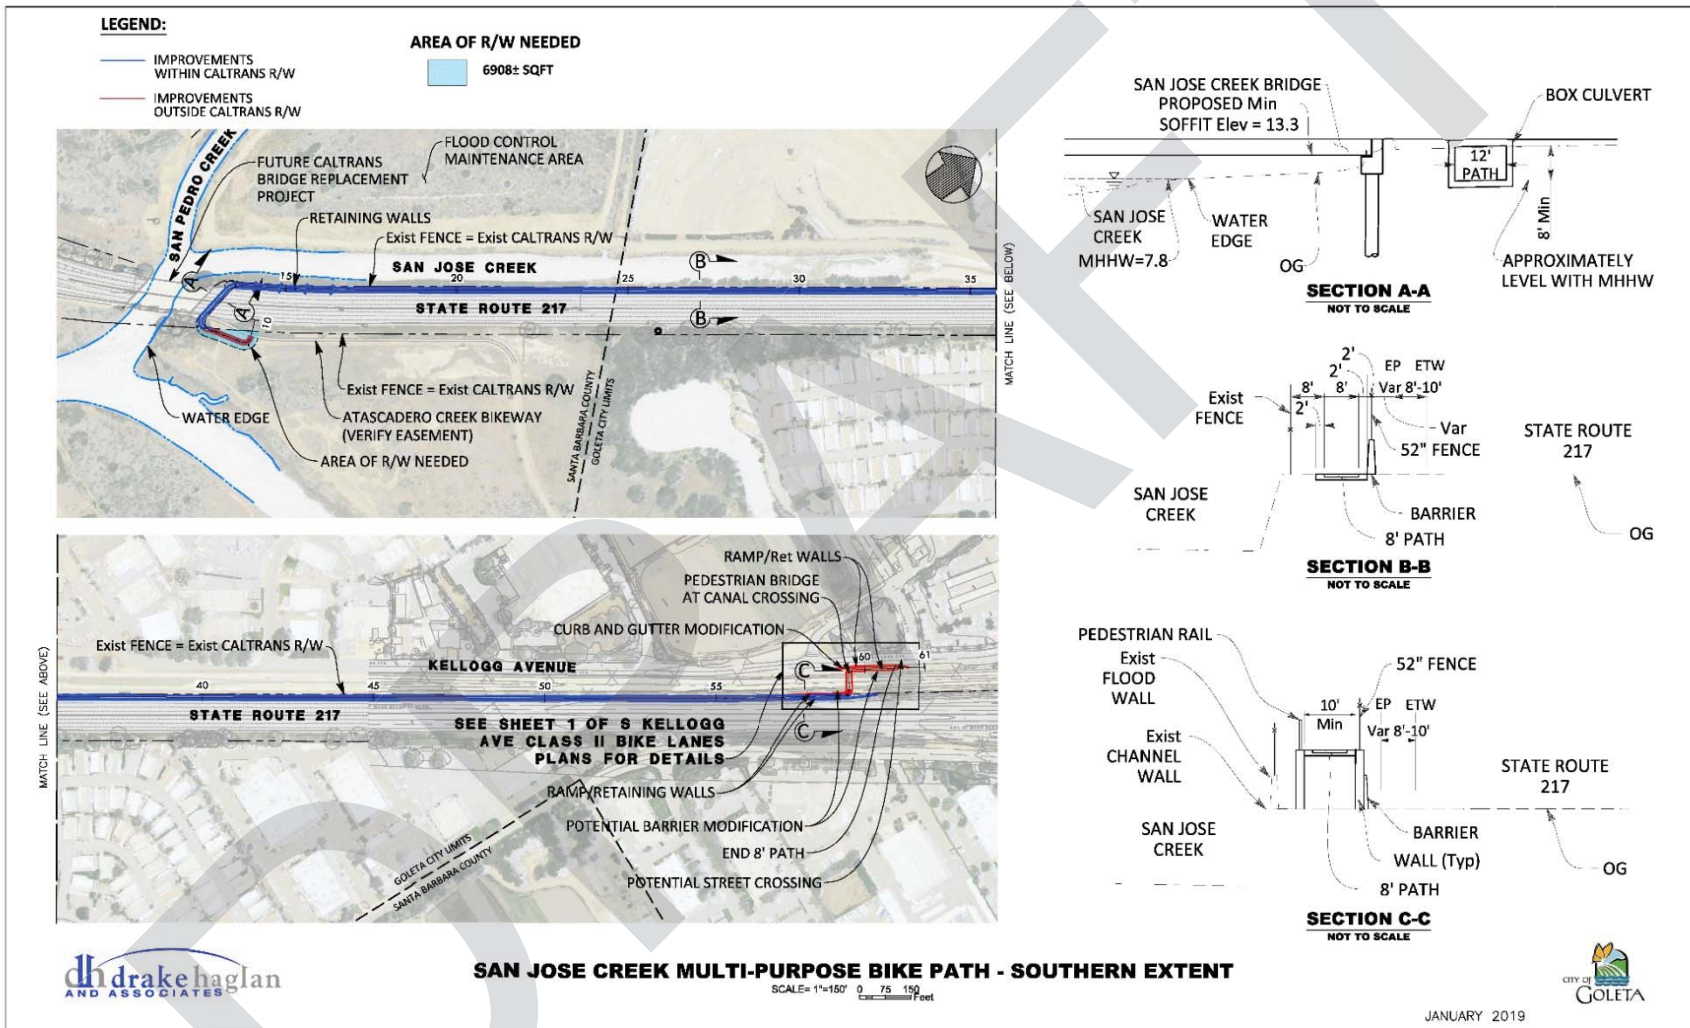 LEGEND:
IMPROVEMENTS
WITHIN CALTRANS R/W
IMPROVEMENTS
OUTSIDE CALTRANS R/W
AREA OF R/W NEEDED
6908± SQFT
SAN PEDRO CREEK
FUTURE CALTRANS
BRIDGE REPLACEMENT
PROJECT
FLOOD CONTROL
MAINTENANCE AREA
RETAINING WALLS
Exist FENCE = Exist CALTRANS R/W
SAN JOSE CREEK
STATE ROUTE 217
A
A
B
B
10
15
20
25
30
35
Exist FENCE = Exist CALTRANS R/W
WATER EDGE
ATASCADERO CREEK BIKEWAY
(VERIFY EASEMENT)
AREA OF R/W NEEDED
SANTA BARBARA COUNTY
GOLETA CITY LIMITS
MATCH LINE (SEE BELOW)
MATCH LINE (SEE ABOVE)
RAMP/Ret WALLS
PEDESTRIAN BRIDGE
AT CANAL CROSSING
CURB AND GUTTER MODIFICATION
Exist FENCE = Exist CALTRANS R/W
KELLOGG AVENUE
C
C
40
45
50
55
60
61
STATE ROUTE 217
SEE SHEET 1 OF S KELLOGG
AVE CLASS II BIKE LANES
PLANS FOR DETAILS
RAMP/RETAINING WALLS
POTENTIAL BARRIER MODIFICATION
END 8' PATH
POTENTIAL STREET CROSSING
GOLETA CITY LIMITS
SANTA BARBARA COUNTY
SAN JOSE CREEK BRIDGE
PROPOSED Min
SOFFIT Elev = 13.3
BOX CULVERT
12'
PATH
8' Min
SAN JOSE
CREEK
MHHW=7.8
WATER
EDGE
OG
APPROXIMATELY
LEVEL WITH MHHW
SECTION A-A
NOT TO SCALE
2'
2'
EP
ETW
8'
8'
Var 8'-10'
2'
Exist
FENCE
Var
52" FENCE
STATE ROUTE
217
SAN JOSE
CREEK
BARRIER
8' PATH
OG
SECTION B-B
NOT TO SCALE
PEDESTRIAN RAIL
Exist
FLOOD
WALL
52" FENCE
10'
Min
EP
ETW
Var 8'-10'
Exist
CHANNEL
WALL
STATE ROUTE
217
SAN JOSE
CREEK
BARRIER
WALL (Typ)
8' PATH
OG
SECTION C-C
NOT TO SCALE
dh drakehaglan
AND ASSOCIATES
SAN JOSE CREEK MULTI-PURPOSE BIKE PATH - SOUTHERN EXTENT
SCALE= 1"=150' 0 75 150
Feet
CITY OF
GOLETA
JANUARY 2019
DRAFT